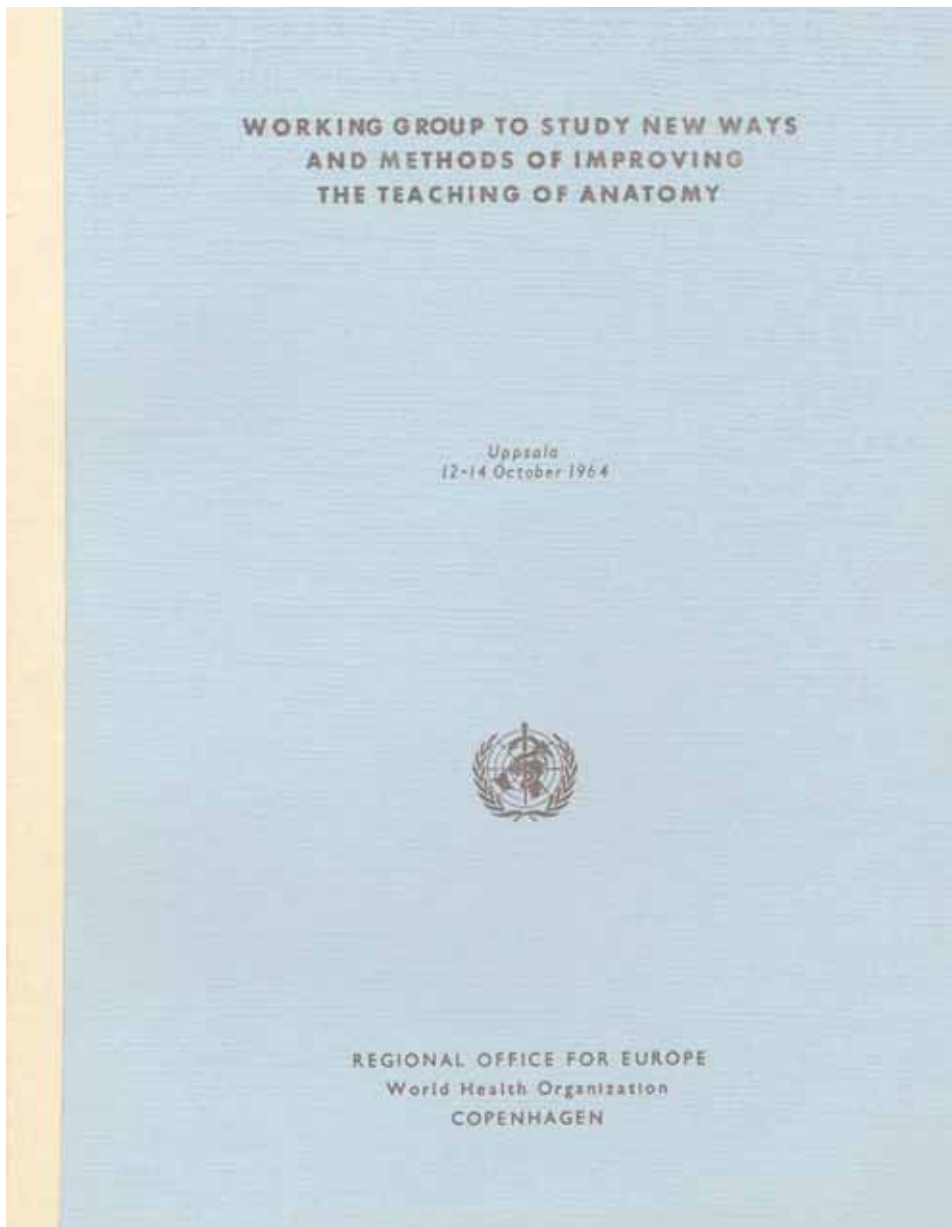 WORKING GROUP TO STUDY NEW WAYS
AND METHODS OF IMPROVING
THE TEACHING OF ANATOMY
Uppsala
12-14 October 1964
REGIONAL OFFICE FOR EUROPE
World Health Organization
COPENHAGEN